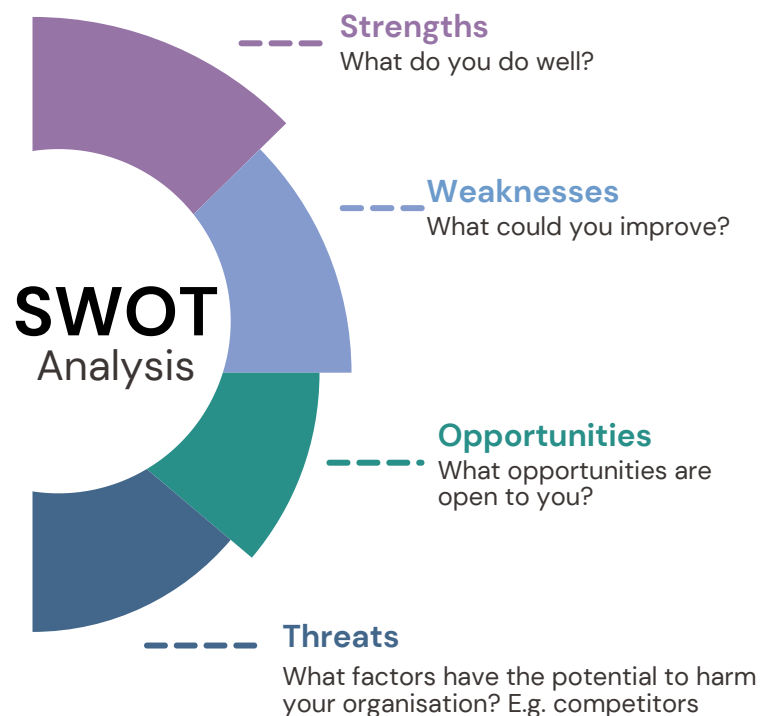 Strengths
What do you do well?
Weaknesses
What could you improve?
SWOT
Analysis
Opportunities
What opportunities are
open to you?
Threats
What factors have the potential to harm
your organisation? E.g. competitors